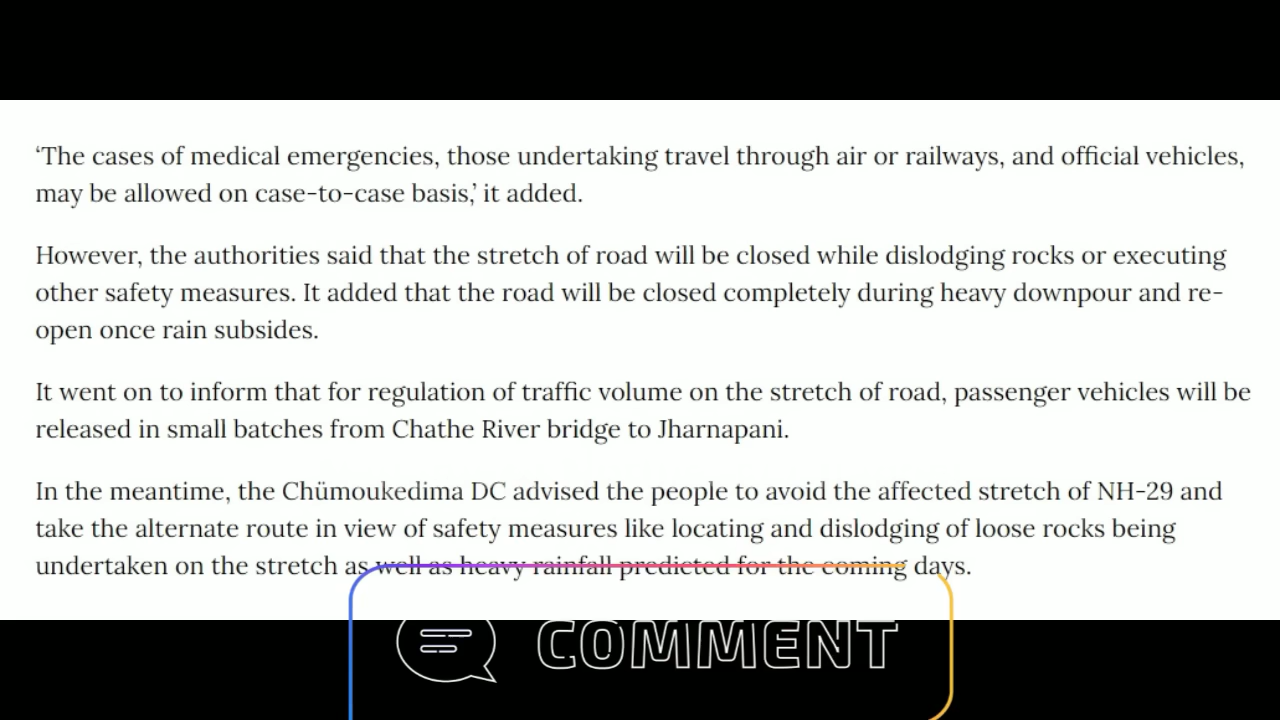 ‘The cases of medical emergencies, those undertaking travel through air or railways, and official vehicles,
may be allowed on case-to-case basis,’ it added.
However, the authorities said that the stretch of road will be closed while dislodging rocks or executing
other safety measures. It added that the road will be closed completely during heavy downpour and re-
open once rain subsides.
It went on to inform that for regulation of traffic volume on the stretch of road, passenger vehicles will be
released in small batches from Chathe River bridge to Jharnapani.
In the meantime, the Chümoukedima DC advised the people to avoid the affected stretch of NH-29 and
take the alternate route in view of safety measures like locating and dislodging of loose rocks being
undertaken on the stretch as well as heavy rainfall predicted for the coming days.
COMMENT